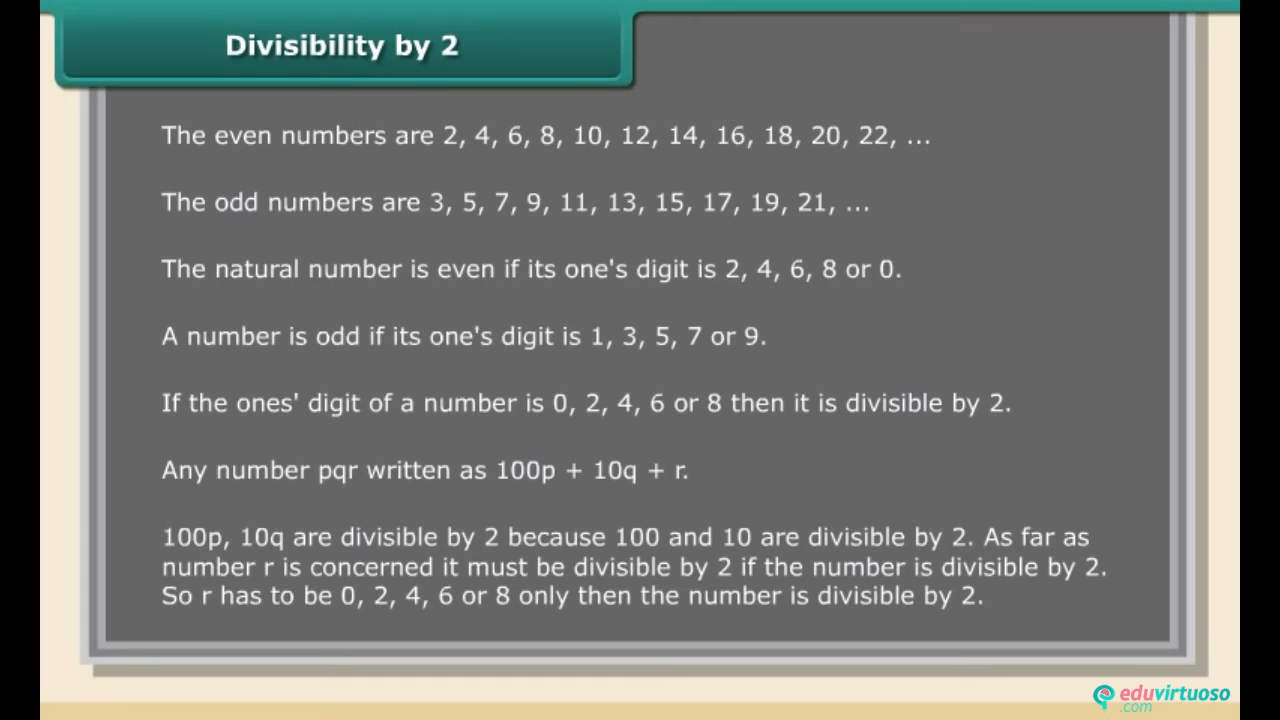 Divisibility by 2
The even numbers are 2, 4, 6, 8, 10, 12, 14, 16, 18, 20, 22, ...
The odd numbers are 3, 5, 7, 9, 11, 13, 15, 17, 19, 21, ...
The natural number is even if its one's digit is 2, 4, 6, 8 or 0.
A number is odd if its one's digit is 1, 3, 5, 7 or 9.
If the ones' digit of a number is 0, 2, 4, 6 or 8 then it is divisible by 2.
Any number pqr written as 100p + 10q + r.
100p, 10q are divisible by 2 because 100 and 10 are divisible by 2. As far as
number r is concerned it must be divisible by 2 if the number is divisible by 2.
So r has to be 0, 2, 4, 6 or 8 only then the number is divisible by 2.
eduvirtuoso
.com